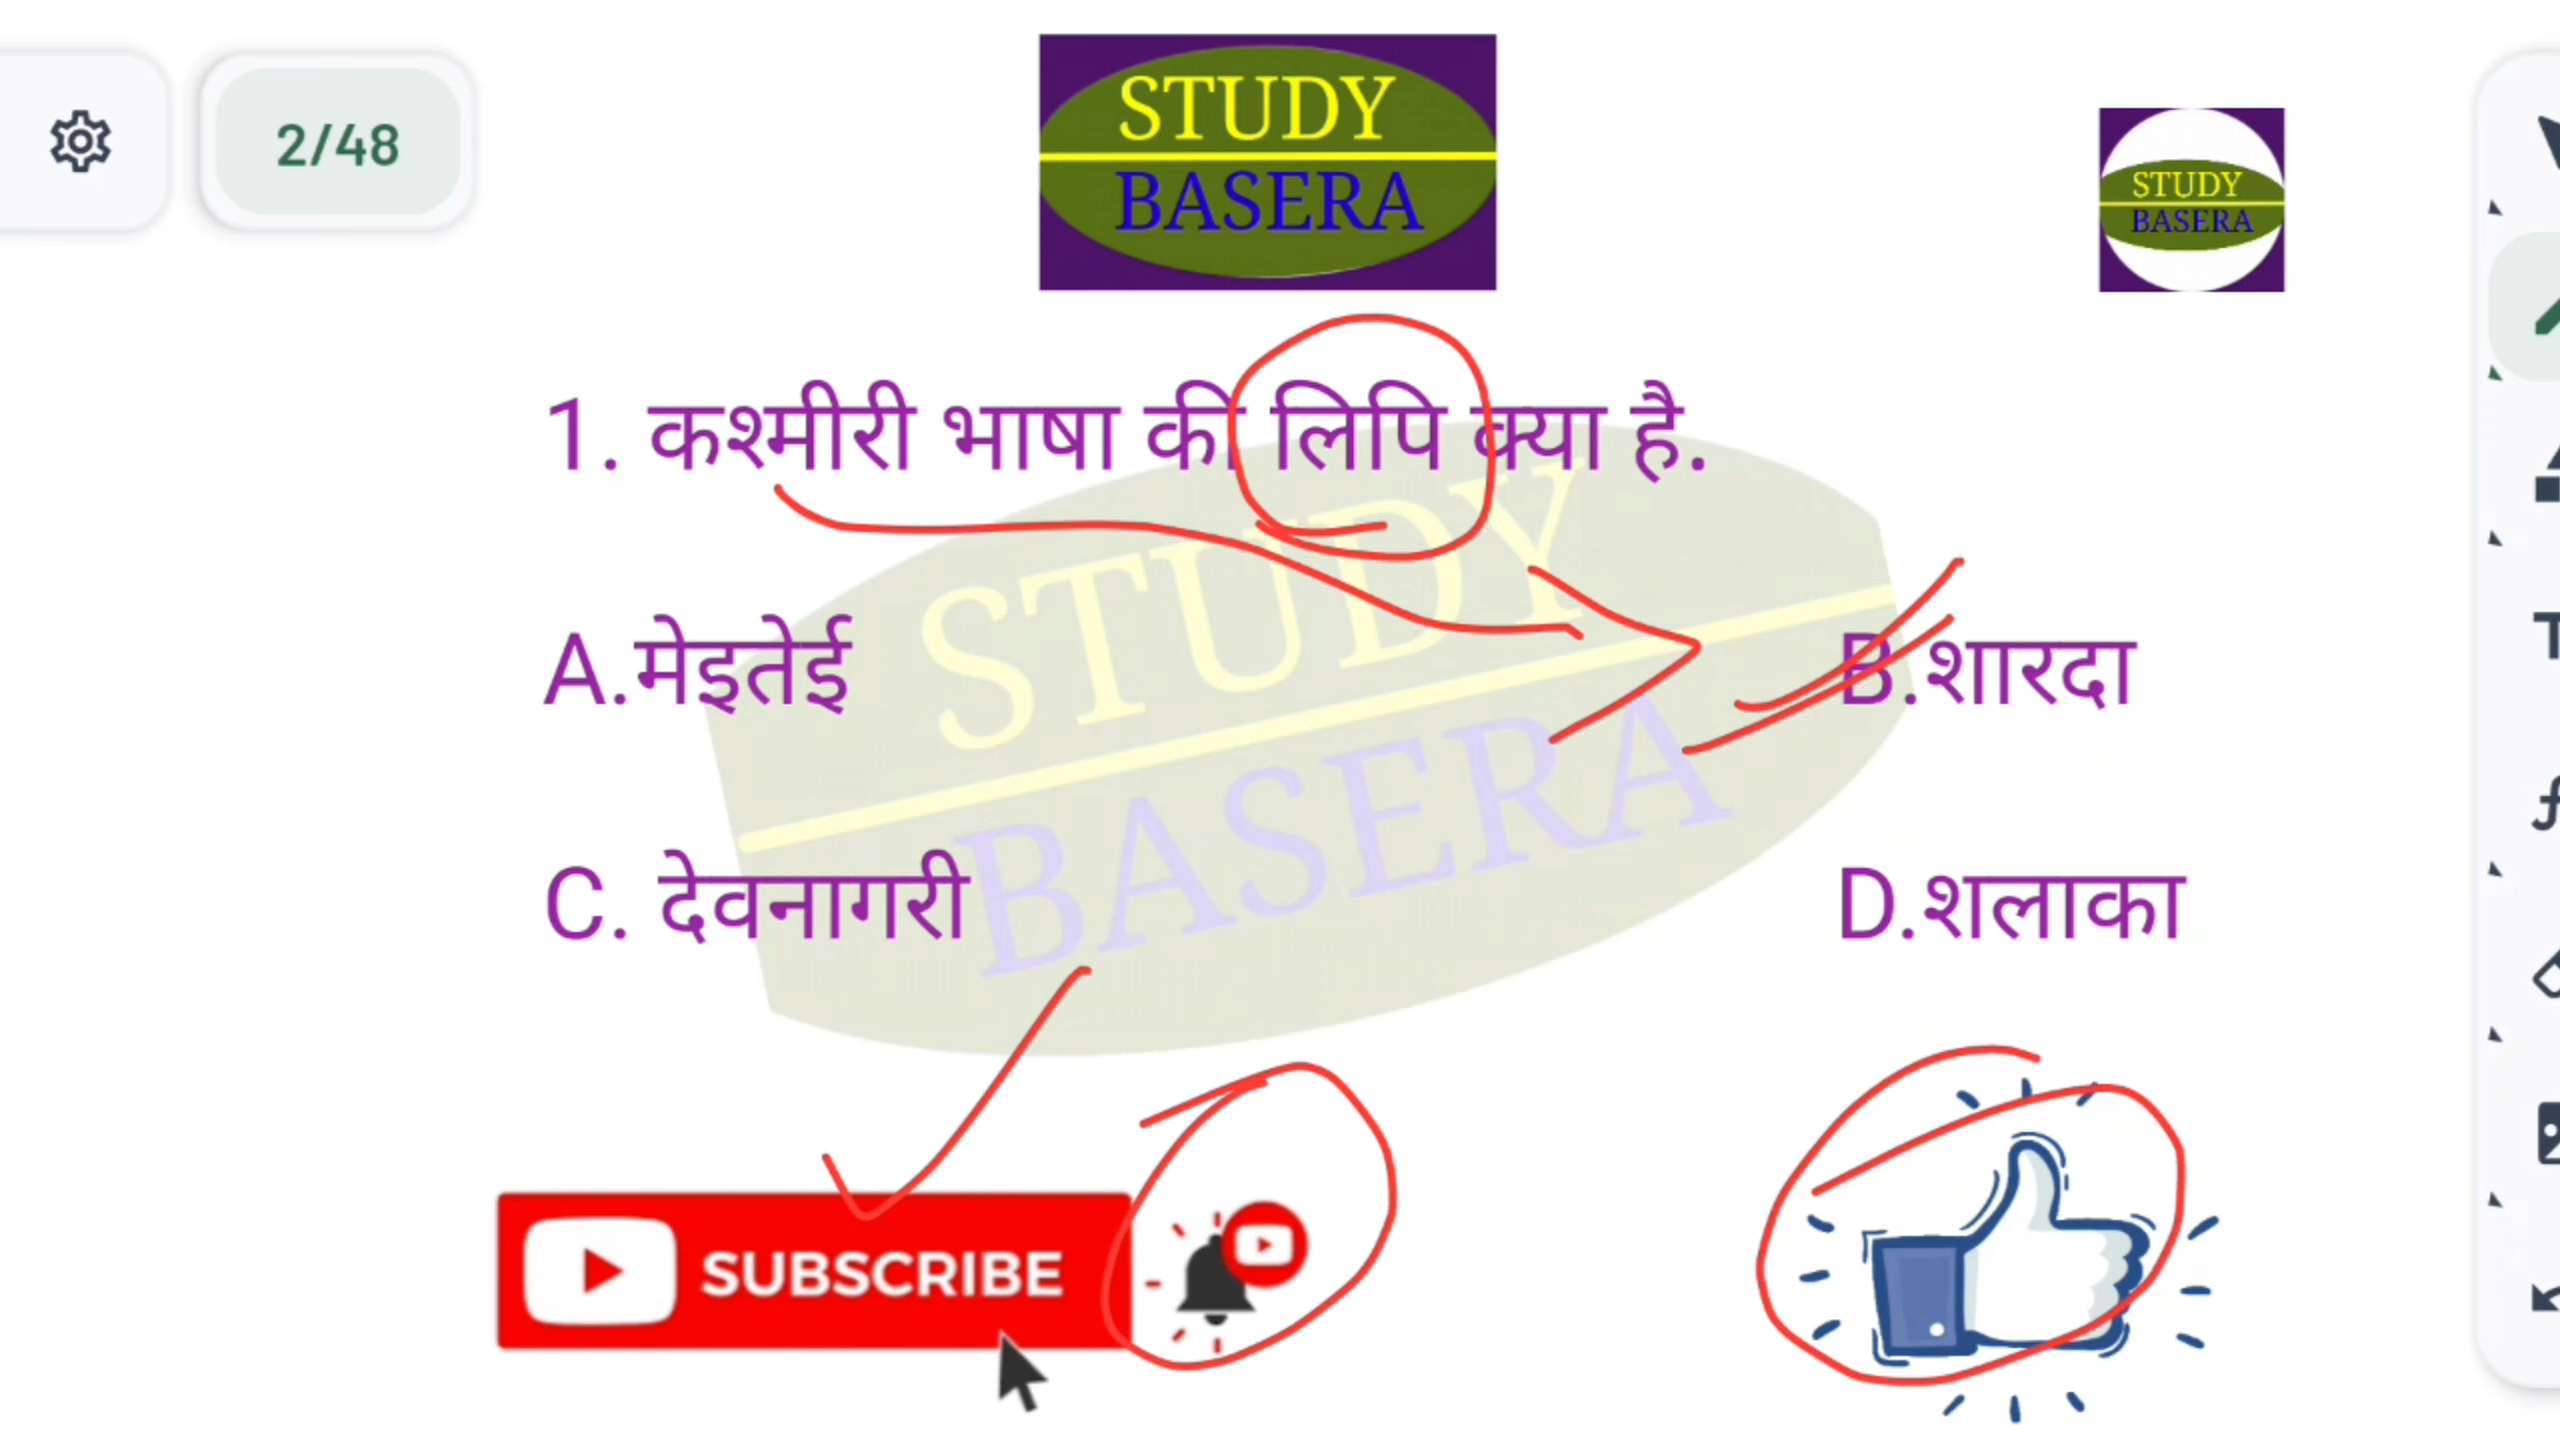 2/48
STUDY
BASERA
STUDY
BASERA
1. कश्मीरी भाषा की लिपि क्या है.
A.मेइतेई
B.शारदा
C. देवनागरी
D.शलाका
STUDY
BASERA
SUBSCRIBE